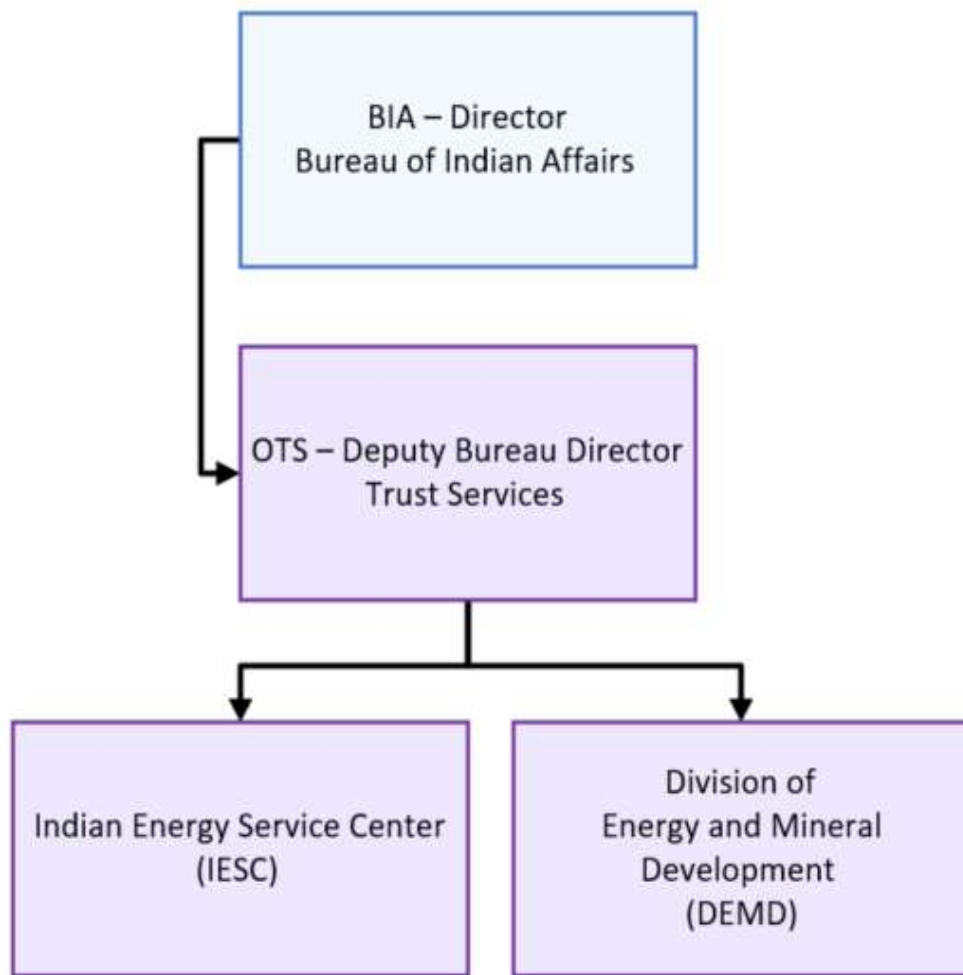 BIA – Director
Bureau of Indian Affairs
OTS – Deputy Bureau Director
Trust Services
Indian Energy Service Center
(IESC)
Division of
Energy and Mineral
Development
(DEMD)